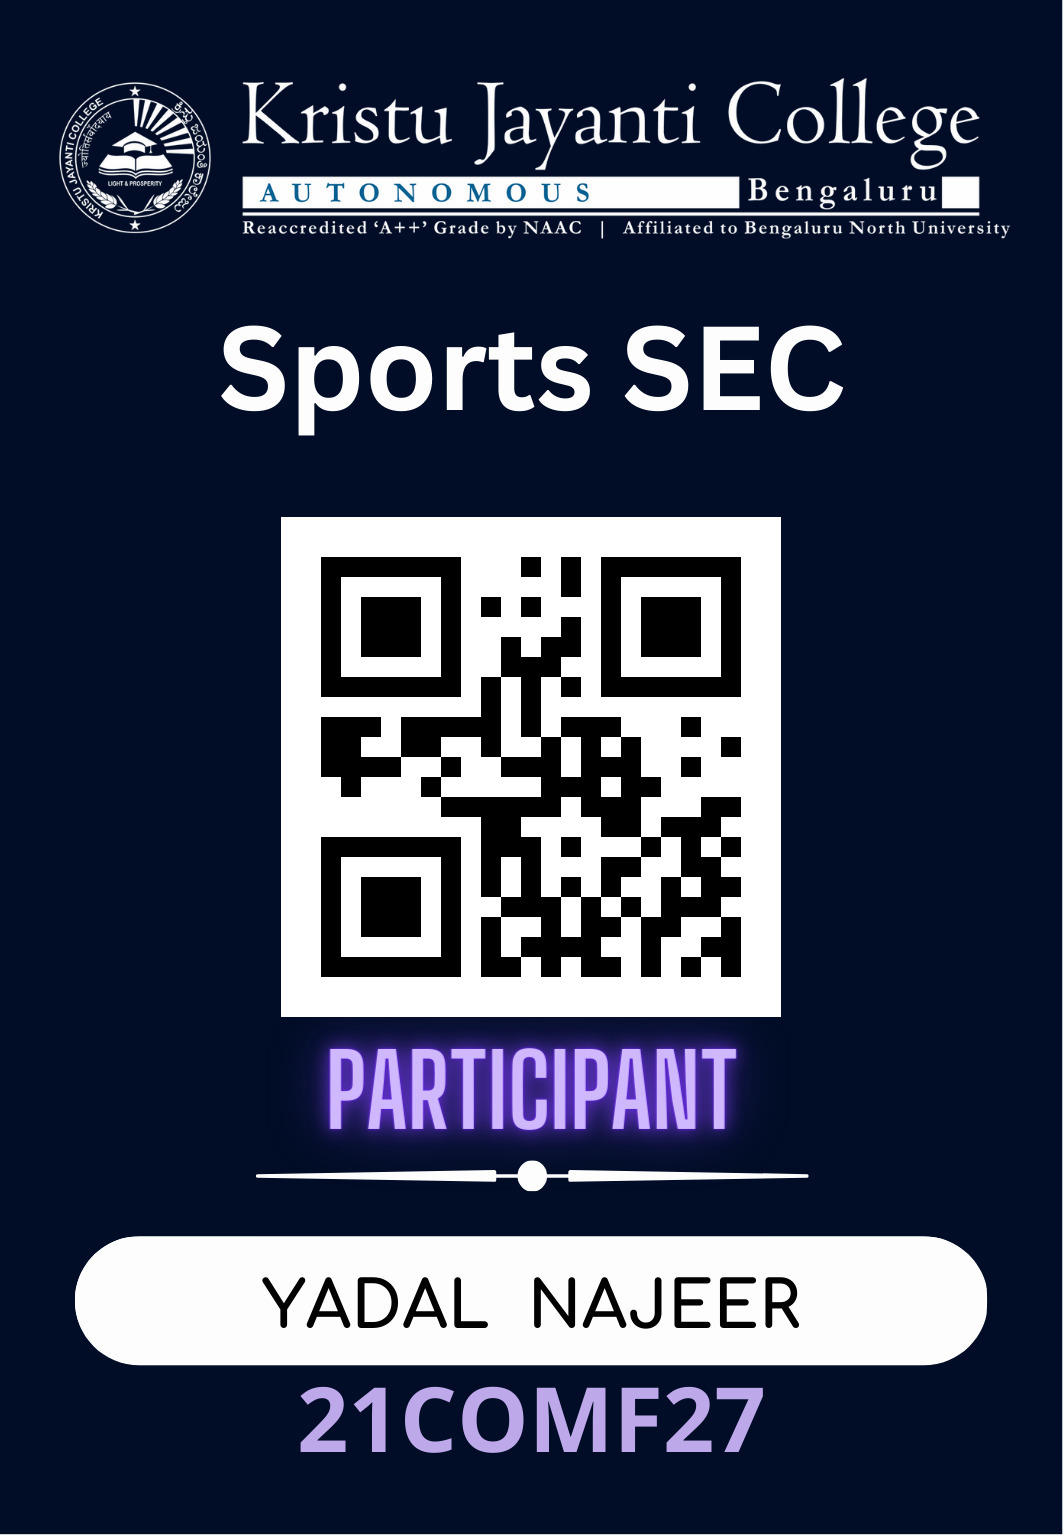 KRISTU JAYANTI COLLEGE
ಕ್ರಿಸ್ತು ಜಯಂತಿ ಕಾಲೇಜು
LIGHT & PROSPERITY
Kristu Jayanti College
AUTONOMOUS Bengaluru
Reaccredited ‘A++’ Grade by NAAC | Affiliated to Bengaluru North University
Sports SEC
PARTICIPANT
YADAL NAJEER
21COMF27